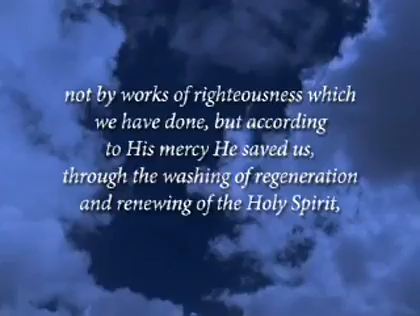 not by works of righteousness which
we have done, but according
to His mercy He saved us,
through the washing of regeneration
and renewing of the Holy Spirit,